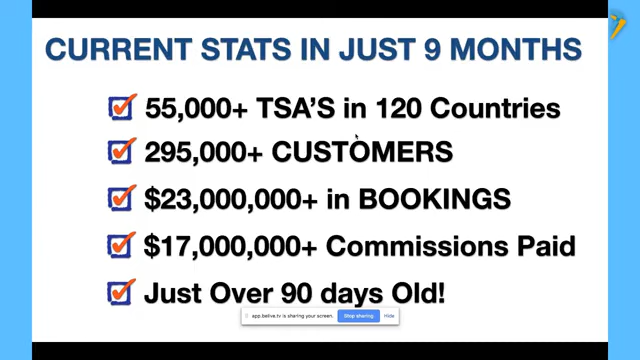 CURRENT STATS IN JUST 9 MONTHS
55,000+ TSA'S in 120 Countries
295,000+ CUSTOMERS
$23,000,000+ in BOOKINGS
$17,000,000+ Commissions Paid
Just Over 90 days Old!
app.belive.tv is sharing your screen. Stop sharing Hide